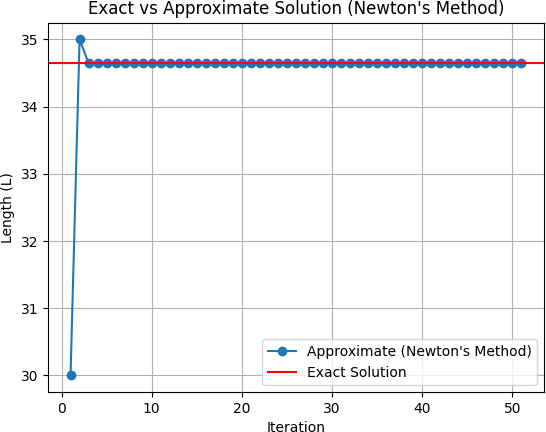 Exact vs Approximate Solution (Newton's Method)
35
34
33
32
31
30
Length (L)
0
10
20
30
40
50
Iteration
Approximate (Newton's Method)
Exact Solution